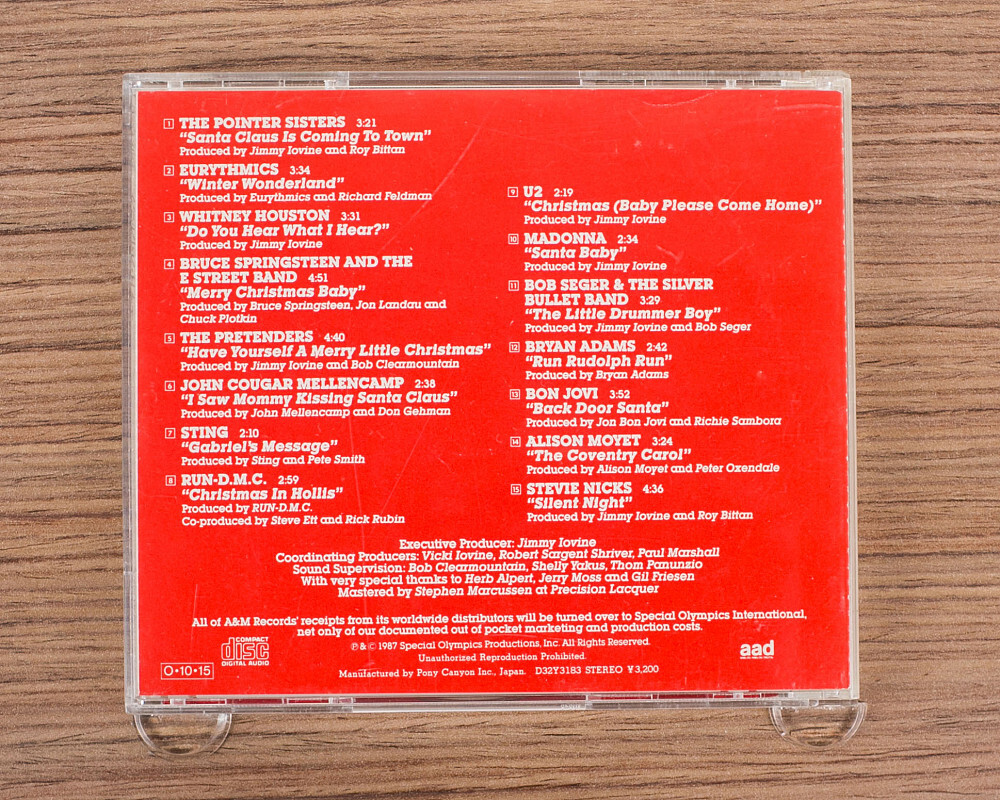 1 THE POINTER SISTERS 3:21
"Santa Claus Is Coming To Town"
Produced by Jimmy Iovine and Roy Bittan
2 EURYTHMICS 3:34
"Winter Wonderland"
Produced by Eurythmics and Richard Feldman
3 WHITNEY HOUSTON 3:31
"Do You Hear What I Hear?"
Produced by Jimmy Iovine
4 BRUCE SPRINGSTEEN AND THE
E STREET BAND 4:51
"Merry Christmas Baby"
Produced by Bruce Springsteen, Jon Landau and
Chuck Plotkin
5 THE PRETENDERS 4:40
"Have Yourself A Merry Little Christmas"
Produced by Jimmy Iovine and Bob Clearmountain
6 JOHN COUGAR MELLENCAMP 2:38
"I Saw Mommy Kissing Santa Claus"
Produced by John Mellencamp and Don Gehman
7 STING 2:10
"Gabriel's Message"
Produced by Sting and Pete Smith
8 RUN-D.M.C. 2:59
"Christmas In Hollis"
Produced by RUN-D.M.C.
Co-produced by Steve Ett and Rick Rubin
9 U2 2:19
"Christmas (Baby Please Come Home)"
Produced by Jimmy Iovine
10 MADONNA 2:34
"Santa Baby"
Produced by Jimmy Iovine
11 BOB SEGER & THE SILVER
BULLET BAND 3:29
"The Little Drummer Boy"
Produced by Jimmy Iovine and Bob Seger
12 BRYAN ADAMS 2:42
"Run Rudolph Run"
Produced by Bryan Adams
13 BON JOVI 3:52
"Back Door Santa"
Produced by Jon Bon Jovi and Richie Sambora
14 ALISON MOYET 3:24
"The Coventry Carol"
Produced by Alison Moyet and Peter Oxendale
15 STEVIE NICKS 4:36
"Silent Night"
Produced by Jimmy Iovine and Roy Bittan
Executive Producer: Jimmy Iovine
Coordinating Producers: Vicki Iovine, Robert Sargent Shriver, Paul Marshall
Sound Supervision: Bob Clearmountain, Shelly Yakus, Thom Panunzio
With very special thanks to Herb Alpert, Jerry Moss and Gil Friesen
Mastered by Stephen Marcussen at Precision Lacquer
All of A&M Records' receipts from its worldwide distributors will be turned over to Special Olympics International,
net only of our documented out of pocket marketing and production costs.
℗ & © 1987 Special Olympics Productions, Inc. All Rights Reserved.
Unauthorized Reproduction Prohibited.
Manufactured by Pony Canyon Inc., Japan. D32Y3183 STEREO ¥3,200
COMPACT
disc
DIGITAL AUDIO
O•10•15
aad